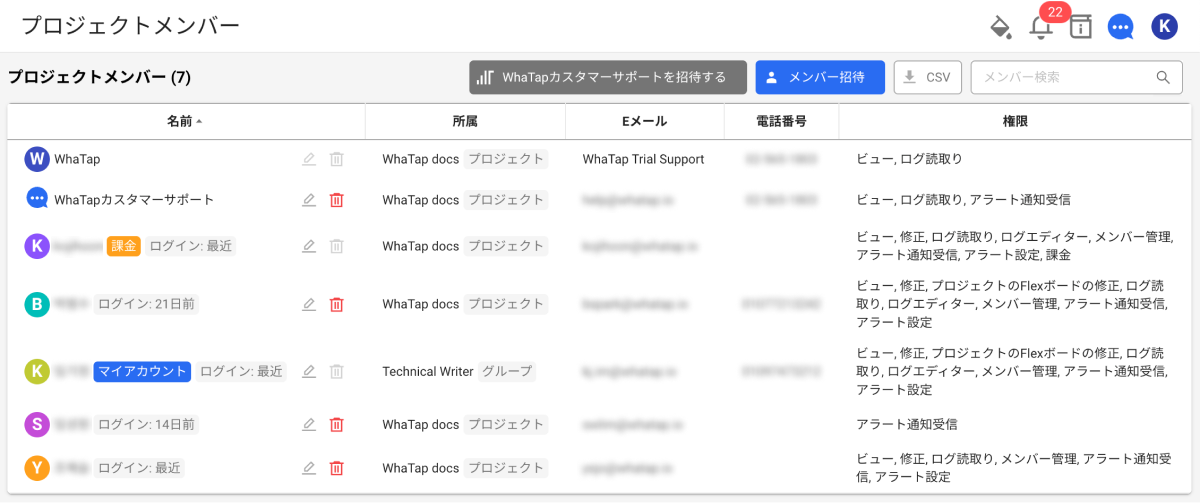 プロジェクトメンバー
22
K
プロジェクトメンバー (7)
WhaTapカスタマーサポートを招待する
メンバー招待
CSV
メンバー検索
名前 所属 Eメール 電話番号 権限
W WhaTap WhaTap docs プロジェクト WhaTap Trial Support ビュー, ログ読取り
WhaTapカスタマーサポート WhaTap docs プロジェクト ビュー, ログ読取り, アラート通知受信
K 課金 ログイン: 最近 WhaTap docs プロジェクト ビュー, 修正, ログ読取り, ログエディター, メンバー管理,
アラート通知受信, アラート設定, 課金
B ログイン: 21日前 WhaTap docs プロジェクト ビュー, 修正, プロジェクトのFlexボードの修正, ログ読
取り, ログエディター, メンバー管理, アラート通知受信,
アラート設定
K マイアカウント ログイン: 最近 Technical Writer グループ ビュー, 修正, プロジェクトのFlexボードの修正, ログ読
取り, ログエディター, メンバー管理, アラート通知受信,
アラート設定
S ログイン: 14日前 WhaTap docs プロジェクト アラート通知受信
Y ログイン: 最近 WhaTap docs プロジェクト ビュー, 修正, ログ読取り, メンバー管理, アラート通知受
信, アラート設定